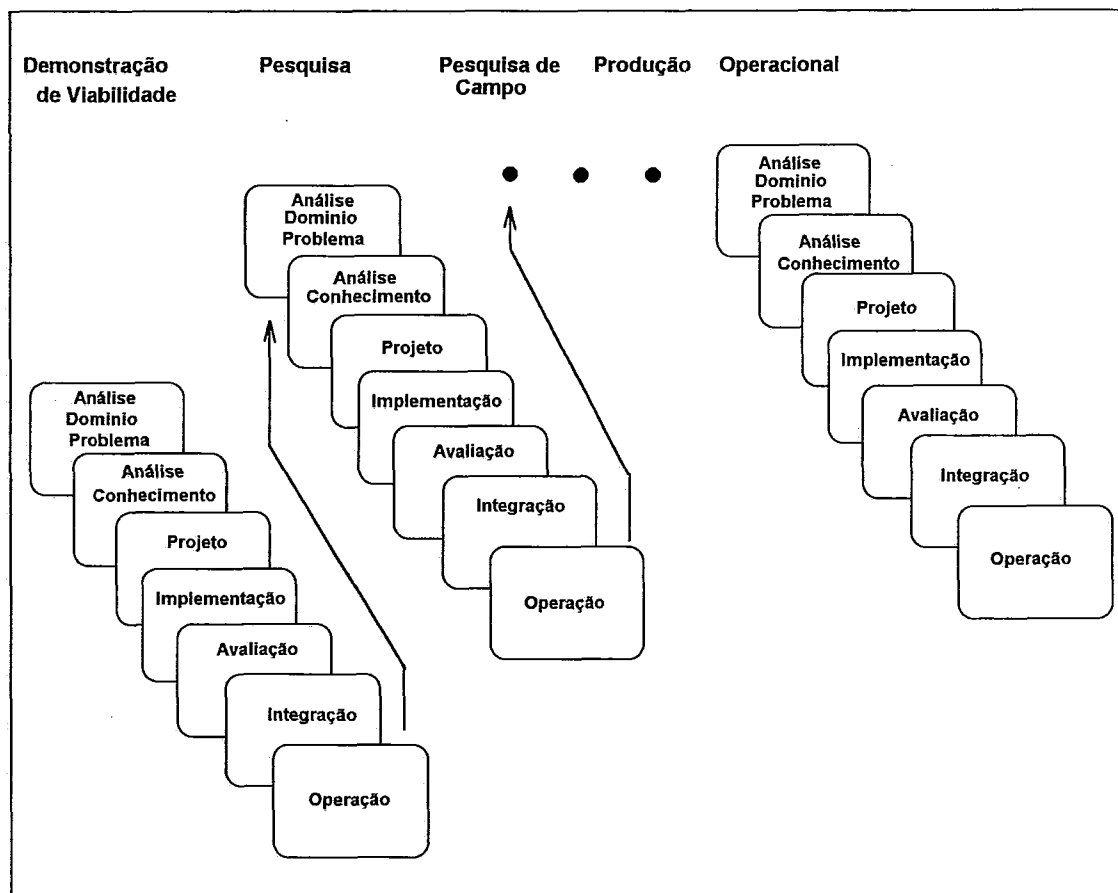 Demonstração
de Viabilidade
Pesquisa
Pesquisa de
Campo
Produção
Operacional
Análise
Dominio
Problema
Análise
Conhecimento
Projeto
Implementação
Avaliação
Integração
Operação
Análise
Dominio
Problema
Análise
Conhecimento
Projeto
Implementação
Avaliação
Integração
Operação
Análise
Dominio
Problema
Análise
Conhecimento
Projeto
Implementação
Avaliação
Integração
Operação